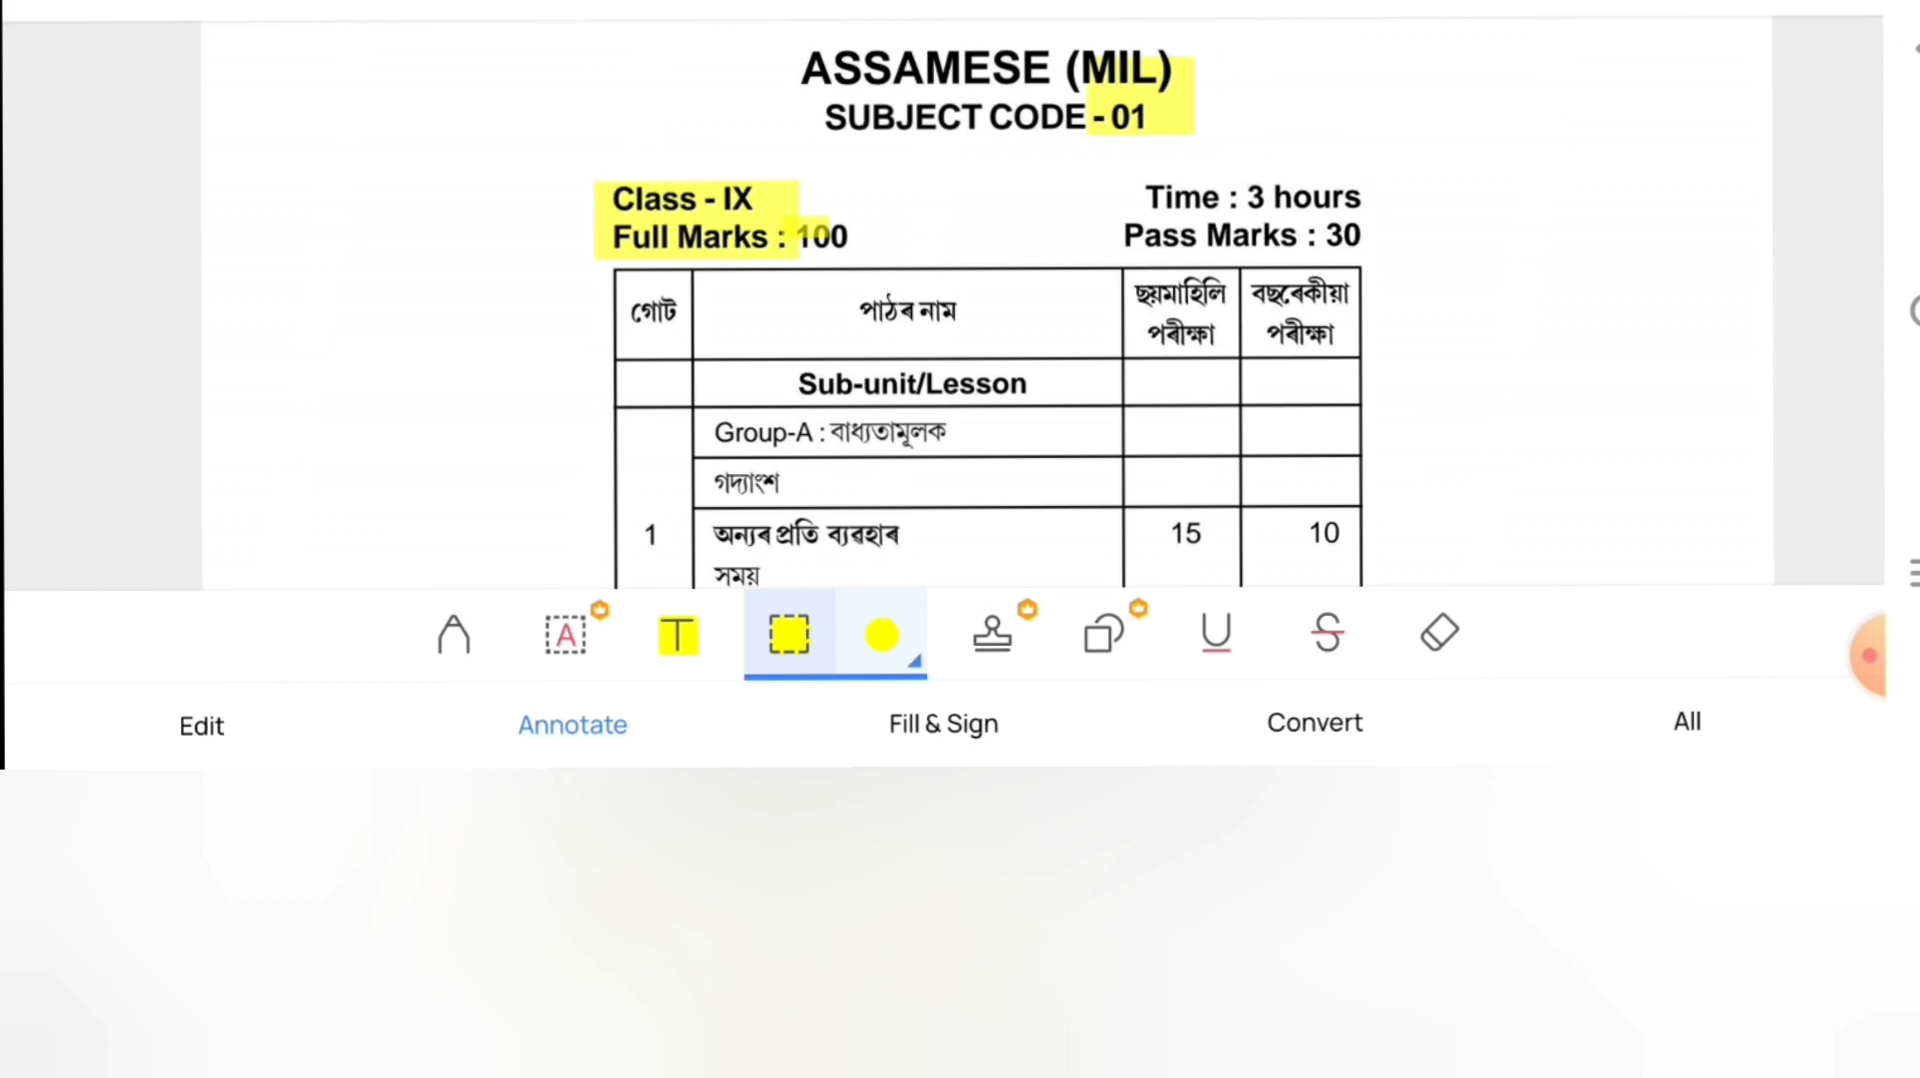 ASSAMESE (MIL)
SUBJECT CODE - 01
Class - IX
Time : 3 hours
Full Marks : 100
Pass Marks : 30
গোট
পাঠৰ নাম
ছয়মাহিলি পৰীক্ষা
বছৰেকীয়া পৰীক্ষা
Sub-unit/Lesson
Group-A : বাধ্যতামূলক
গদ্যাংশ
1 অন্যৰ প্ৰতি ব্যৱহাৰ 15 10
সময়
Edit Annotate Fill & Sign Convert All